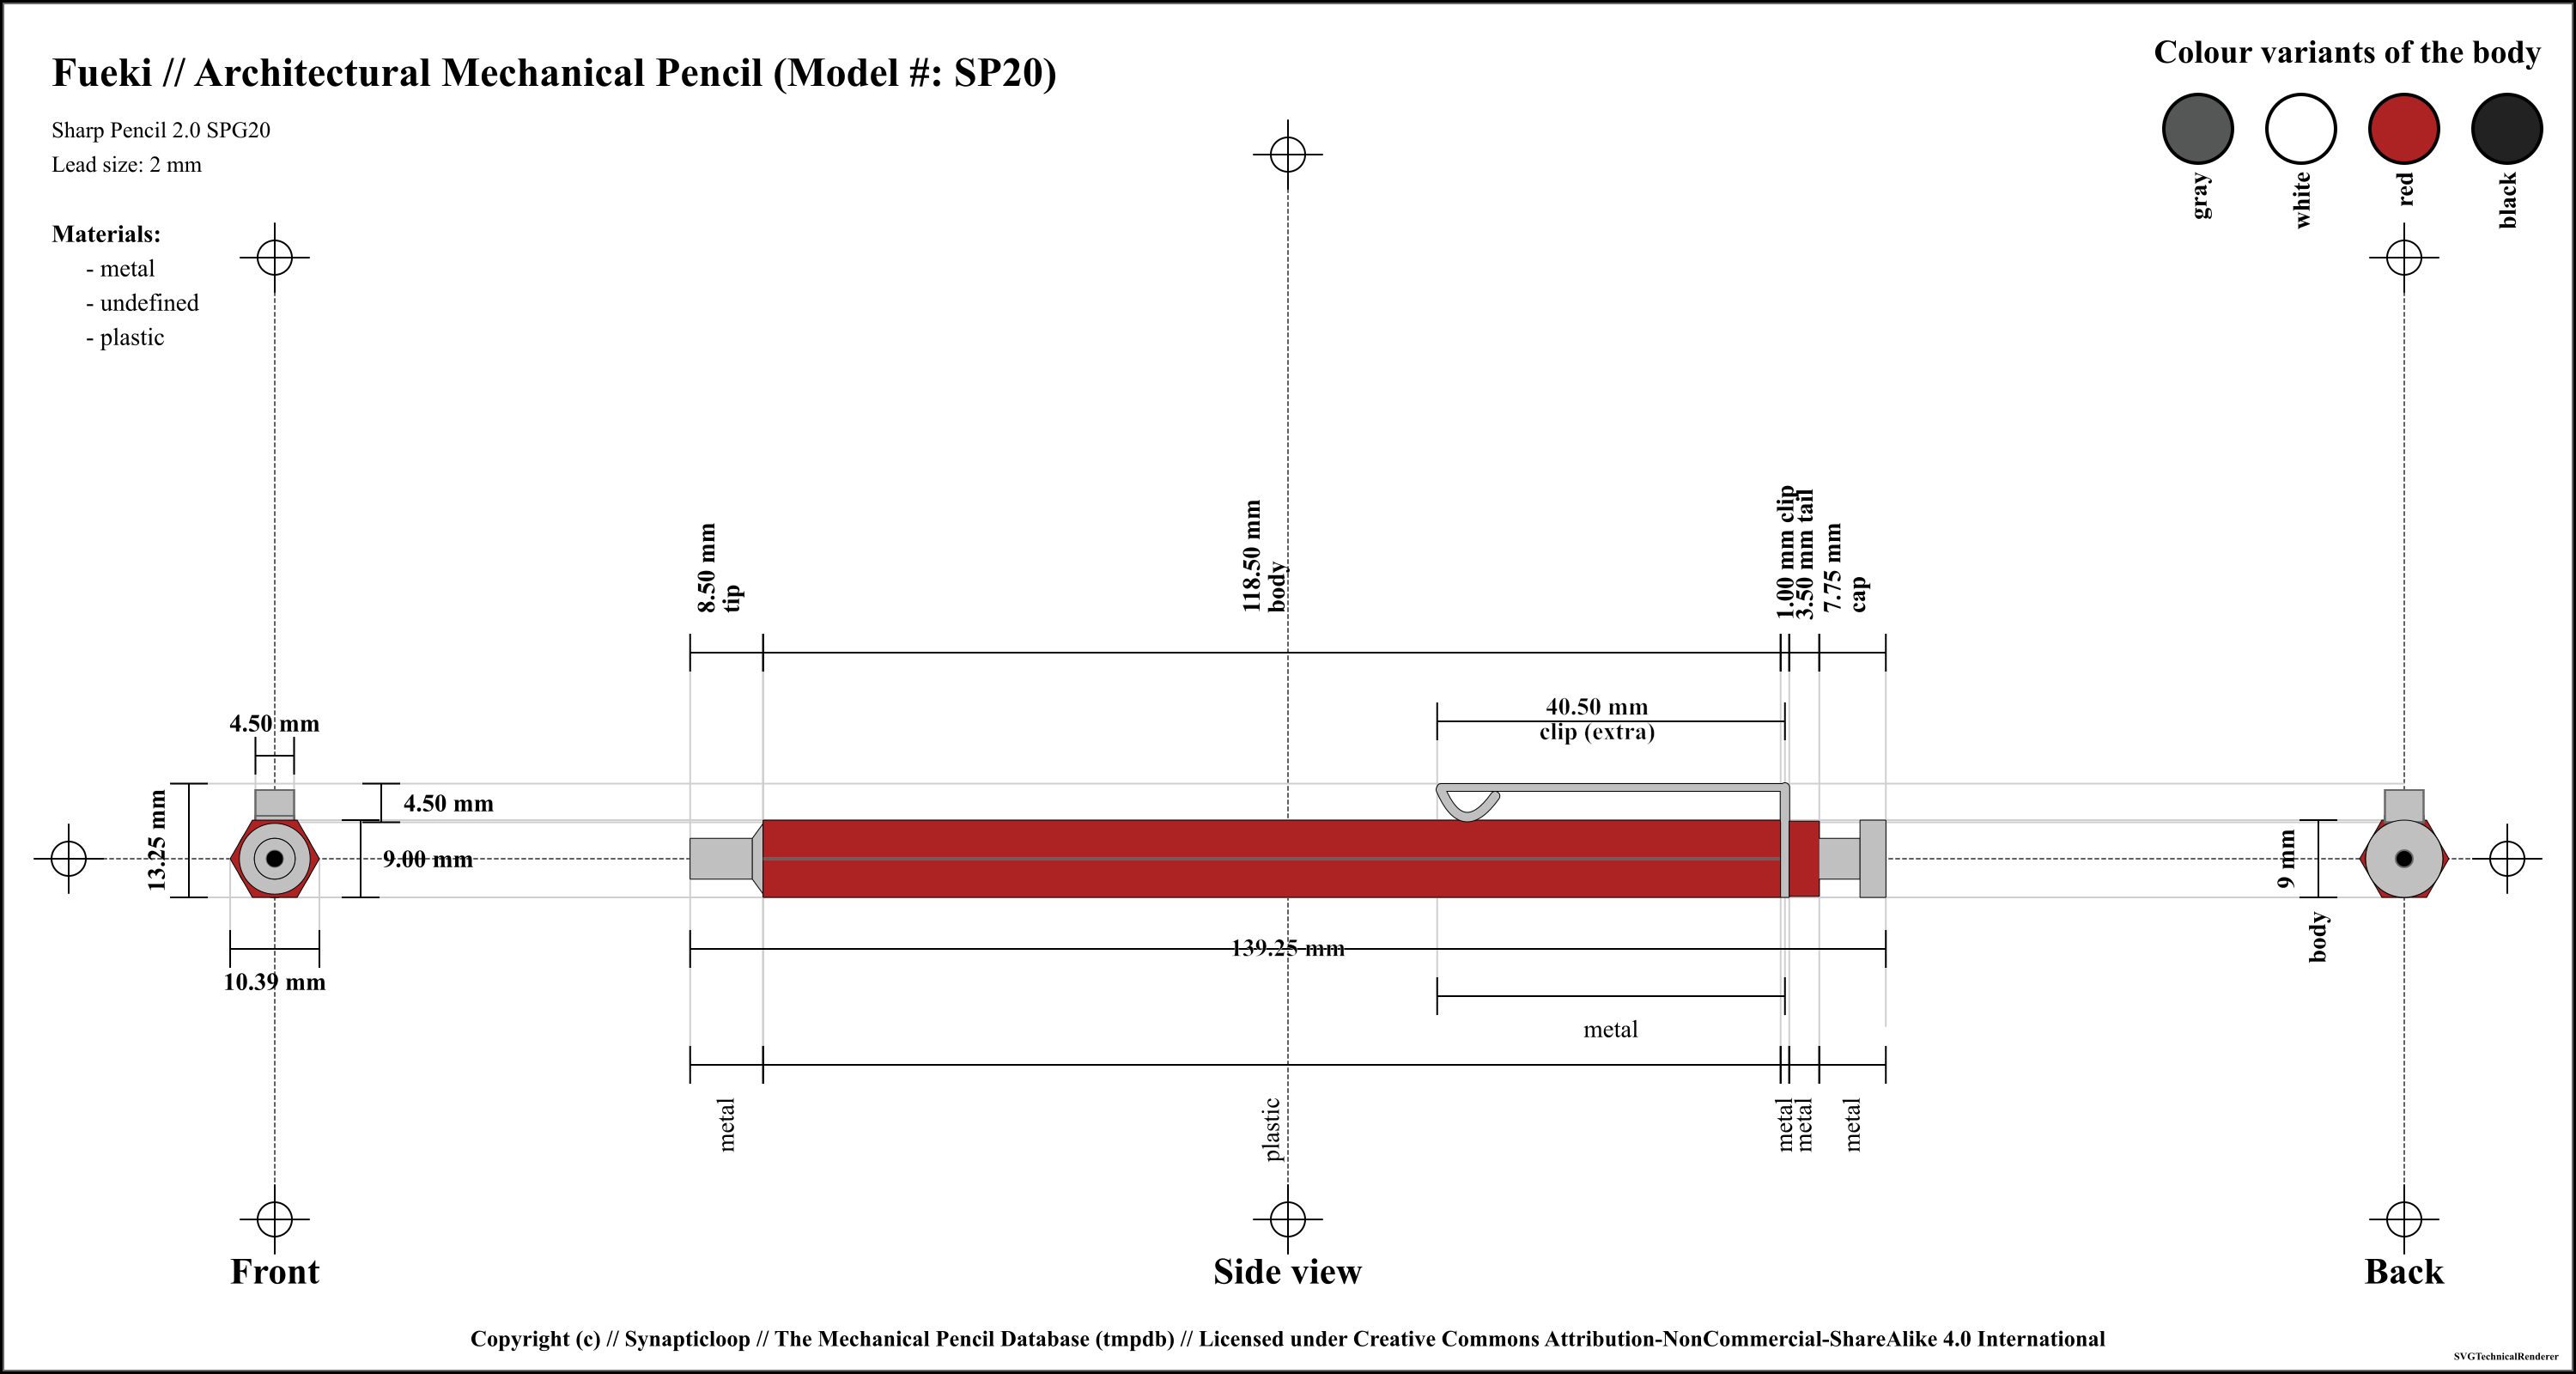 Fueki // Architectural Mechanical Pencil (Model #: SP20)
Sharp Pencil 2.0 SPG20
Lead size: 2 mm
Materials:
- metal
- undefined
- plastic
Colour variants of the body
gray
white
red
black
8.50 mm
tip
118.50 mm
body
1.00 mm clip
3.50 mm tail
7.75 mm
cap
40.50 mm
clip (extra)
4.50 mm
13.25 mm
4.50 mm
9.00 mm
10.39 mm
9 mm
body
139.25 mm
metal
metal
plastic
metal
metal
metal
Front
Side view
Back
Copyright (c) // Synapticloop // The Mechanical Pencil Database (tmpdb) // Licensed under Creative Commons Attribution-NonCommercial-ShareAlike 4.0 International
SVGTechnicalRenderer